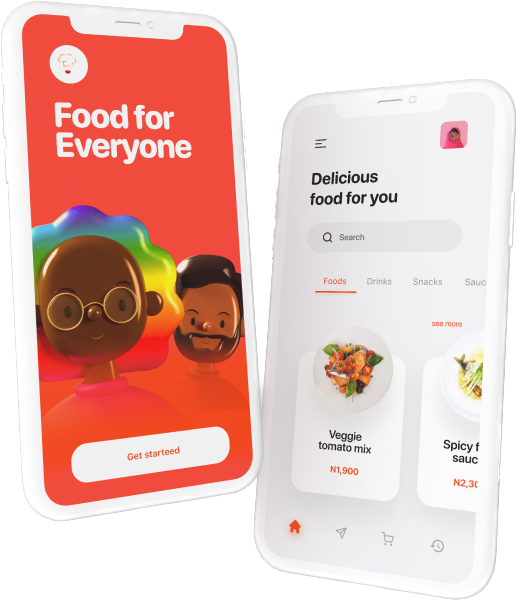 Food for
Everyone
Get starteed
Delicious
food for you
Search
Foods Drinks Snacks Sauc
see more
Veggie
tomato mix
N1,900
Spicy f
sauc
N2,30